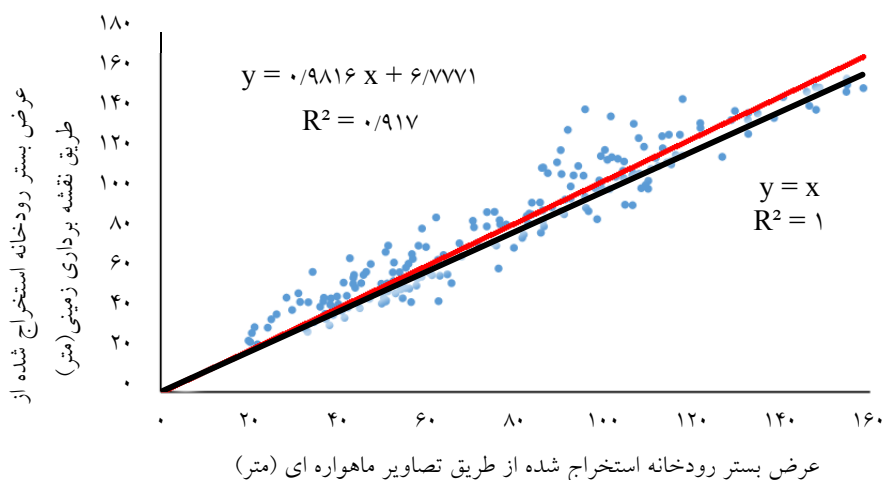 ۱۸۰
۱۶۰
۱۴۰
۱۲۰
۱۰۰
۸۰
۶۰
۴۰
۲۰
۰
عرض بستر رودخانه استخراج شده از
طریق نقشه برداری زمینی(متر)
y = ۰/۹۸۱۶ x + ۶/۷۷۷۱
R² = ۰/۹۱۷
y = x
R² = ۱
۰ ۲۰ ۴۰ ۶۰ ۸۰ ۱۰۰ ۱۲۰ ۱۴۰ ۱۶۰
عرض بستر رودخانه استخراج شده از طریق تصاویر ماهواره ای (متر)